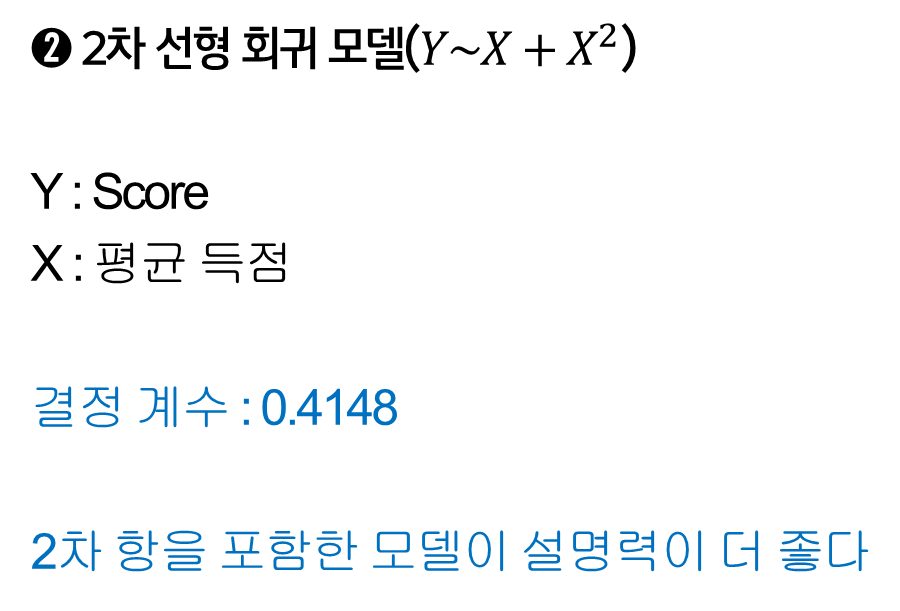 ❷ 2차 선형 회귀 모델(Y~X + X²)
Y : Score
X : 평균 득점
결정 계수 : 0.4148
2차 항을 포함한 모델이 설명력이 더 좋다